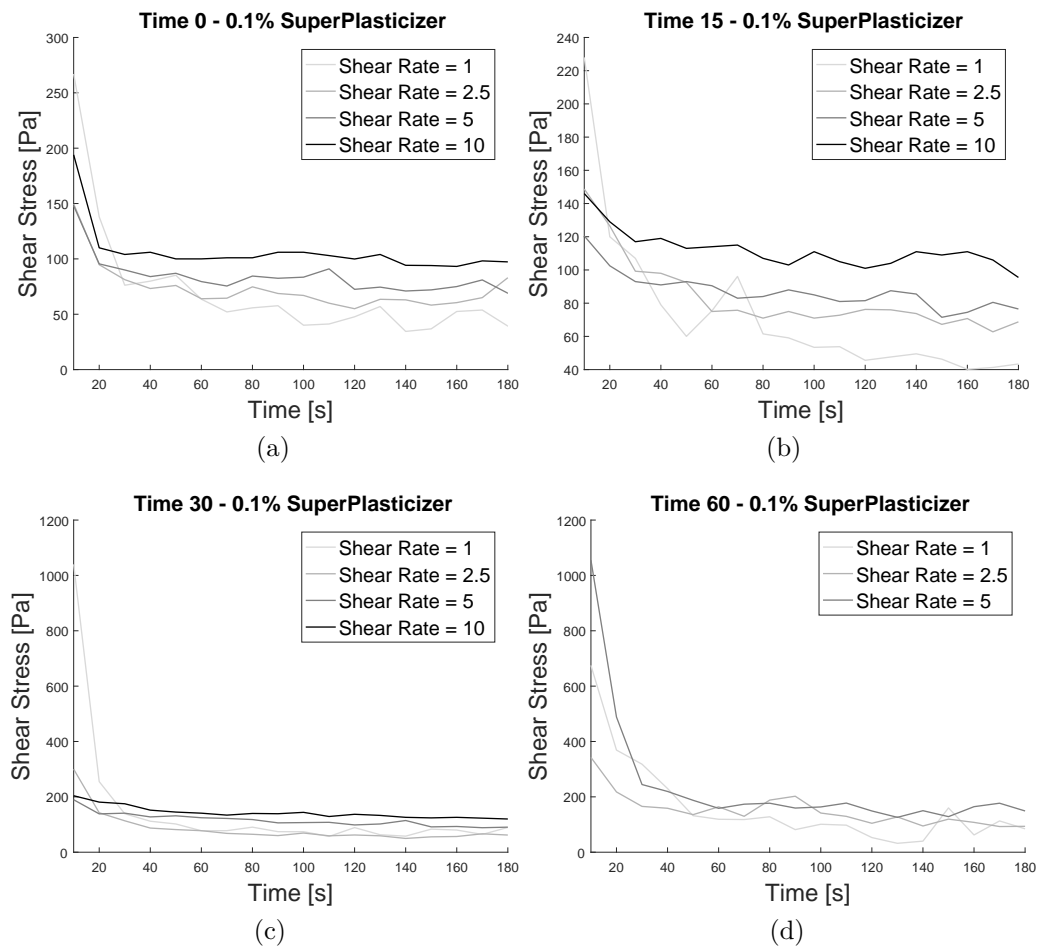 Time 0 - 0.1% SuperPlasticizer
300
250
200
150
100
50
0
Shear Stress [Pa]
Shear Rate = 1
Shear Rate = 2.5
Shear Rate = 5
Shear Rate = 10
20 40 60 80 100 120 140 160 180
Time [s]
(a)
Time 15 - 0.1% SuperPlasticizer
240
220
200
180
160
140
120
100
80
60
40
Shear Stress [Pa]
Shear Rate = 1
Shear Rate = 2.5
Shear Rate = 5
Shear Rate = 10
20 40 60 80 100 120 140 160 180
Time [s]
(b)
Time 30 - 0.1% SuperPlasticizer
1200
1000
800
600
400
200
0
Shear Stress [Pa]
Shear Rate = 1
Shear Rate = 2.5
Shear Rate = 5
Shear Rate = 10
20 40 60 80 100 120 140 160 180
Time [s]
(c)
Time 60 - 0.1% SuperPlasticizer
1200
1000
800
600
400
200
0
Shear Stress [Pa]
Shear Rate = 1
Shear Rate = 2.5
Shear Rate = 5
20 40 60 80 100 120 140 160 180
Time [s]
(d)